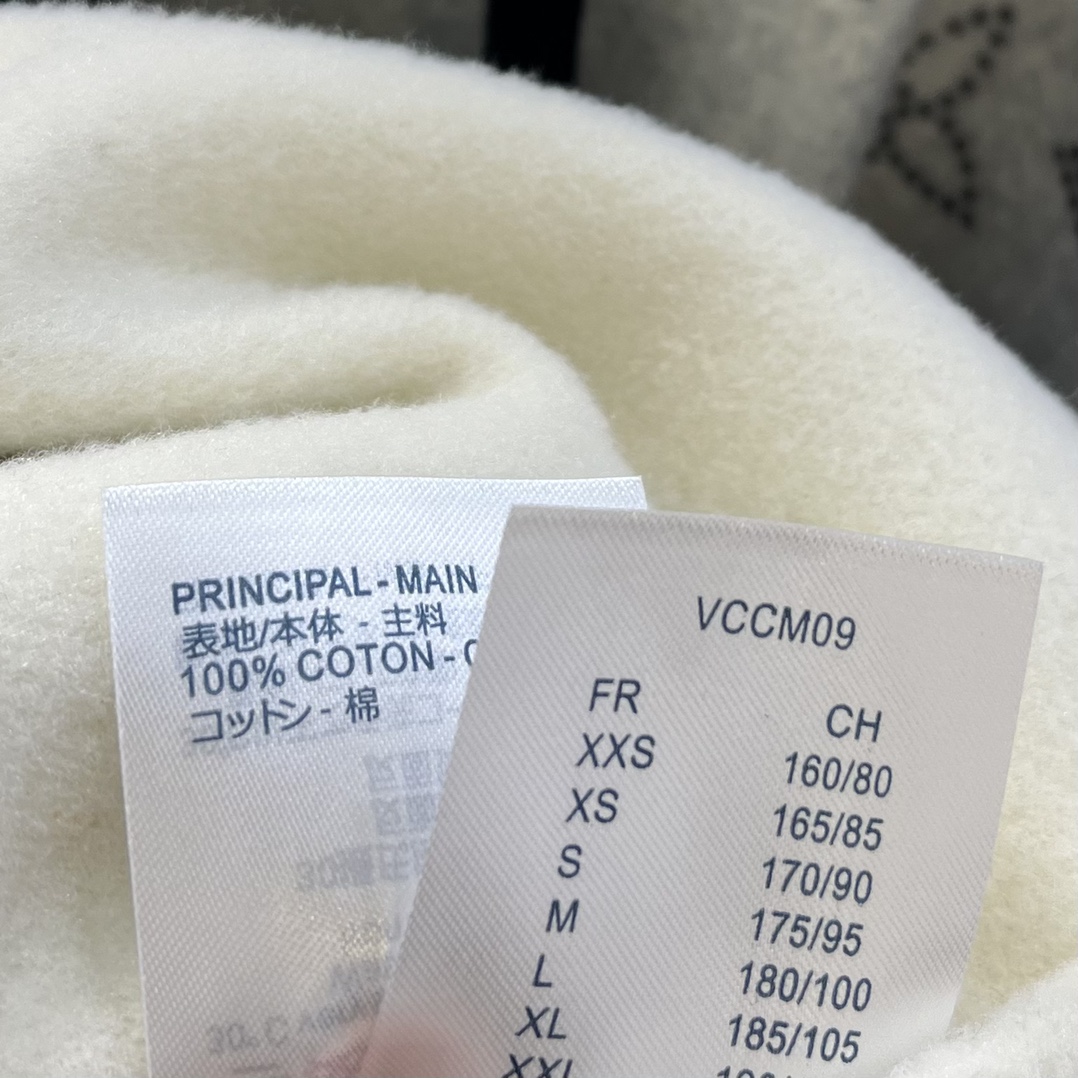 PRINCIPAL - MAIN
表地/本体 - 主料
100% COTON -
コットン - 棉
VCCM09
FR CH
XXS 160/80
XS 165/85
S 170/90
M 175/95
L 180/100
XL 185/105
XXL